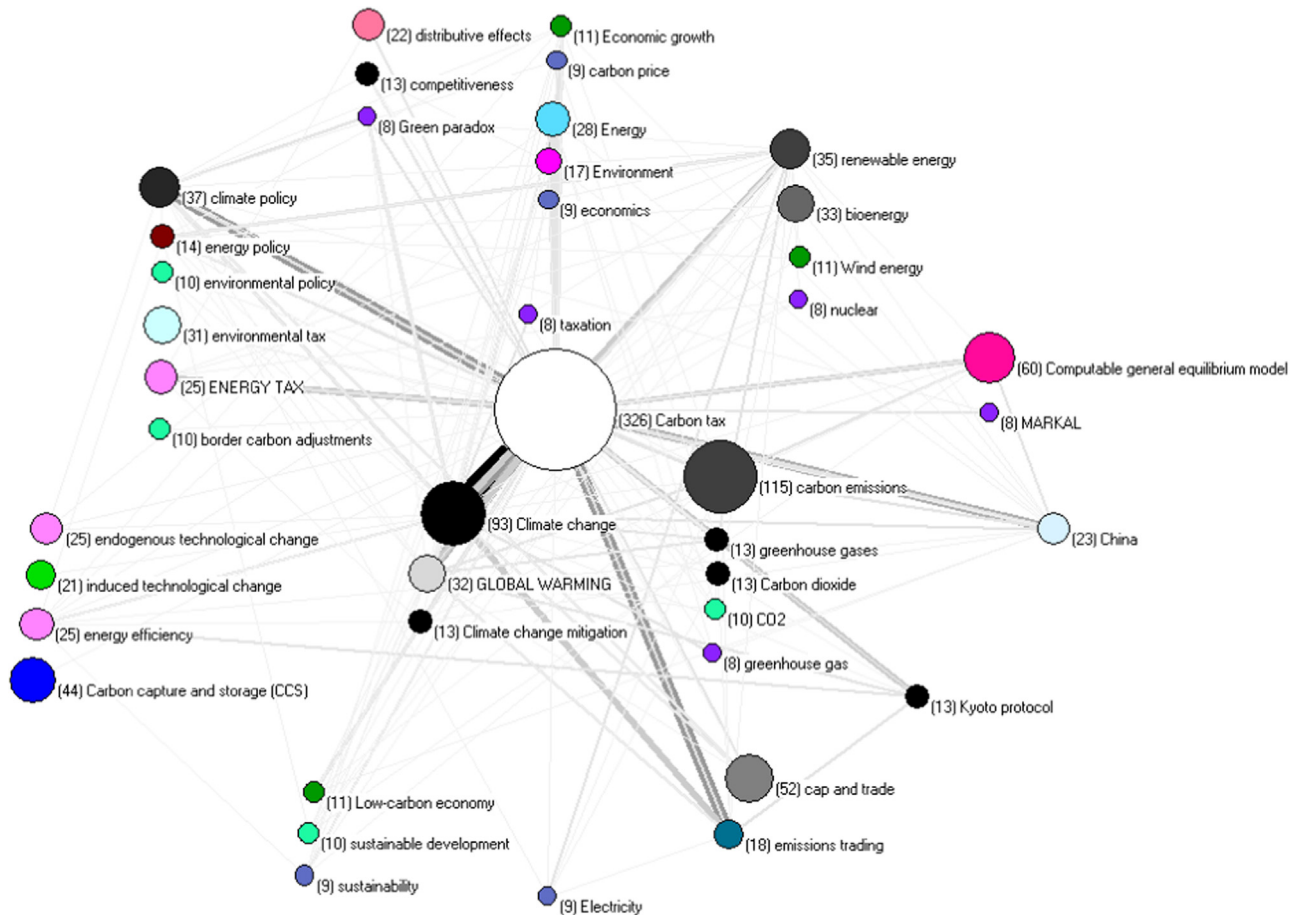 (22) distributive effects
(11) Economic growth
(13) competitiveness
(9) carbon price
(8) Green paradox
(28) Energy
(17) Environment
(35) renewable energy
(37) climate policy
(9) economics
(33) bioenergy
(14) energy policy
(11) Wind energy
(10) environmental policy
(8) nuclear
(8) taxation
(31) environmental tax
(60) Computable general equilibrium model
(25) ENERGY TAX
(326) Carbon tax
(8) MARKAL
(10) border carbon adjustments
(115) carbon emissions
(93) Climate change
(25) endogenous technological change
(23) China
(13) greenhouse gases
(21) induced technological change
(32) GLOBAL WARMING
(13) Carbon dioxide
(10) CO2
(25) energy efficiency
(13) Climate change mitigation
(8) greenhouse gas
(44) Carbon capture and storage (CCS)
(13) Kyoto protocol
(52) cap and trade
(11) Low-carbon economy
(10) sustainable development
(18) emissions trading
(9) sustainability
(9) Electricity